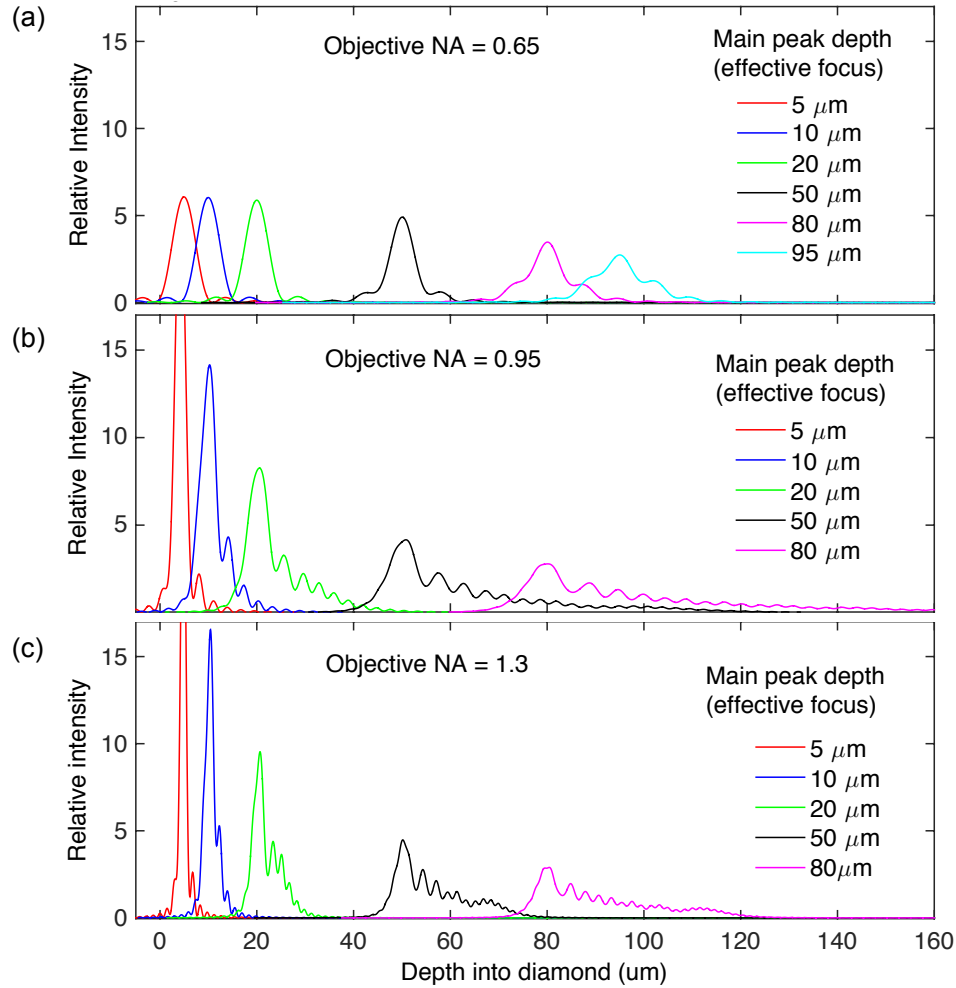 (a)
Objective NA = 0.65
Main peak depth
(effective focus)
5 μm
10 μm
20 μm
50 μm
80 μm
95 μm
Relative Intensity
15
10
5
0
(b)
Objective NA = 0.95
Main peak depth
(effective focus)
5 μm
10 μm
20 μm
50 μm
80 μm
Relative Intensity
15
10
5
(c)
Objective NA = 1.3
Main peak depth
(effective focus)
5 μm
10 μm
20 μm
50 μm
80μm
Relative intensity
15
10
5
0
0 20 40 60 80 100 120 140 160
Depth into diamond (um)